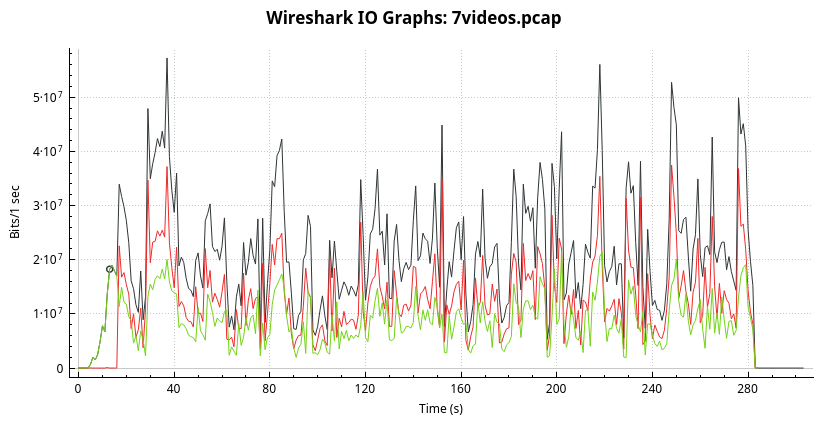 Wireshark IO Graphs: 7videos.pcap
Bits/1 sec
5·10⁷
4·10⁷
3·10⁷
2·10⁷
1·10⁷
0
0 40 80 120 160 200 240 280
Time (s)